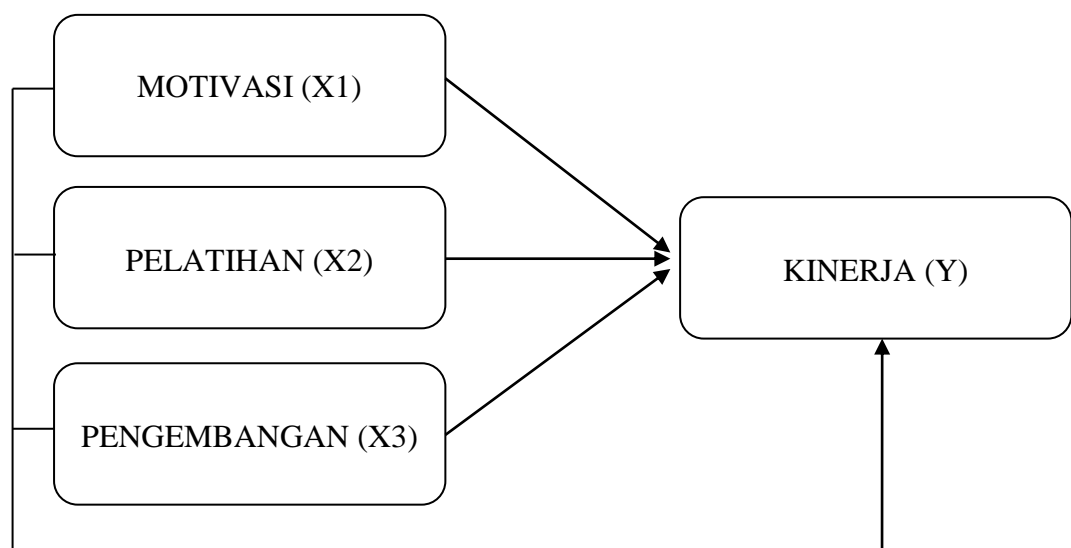 MOTIVASI (X1)
PELATIHAN (X2)
KINERJA (Y)
PENGEMBANGAN (X3)